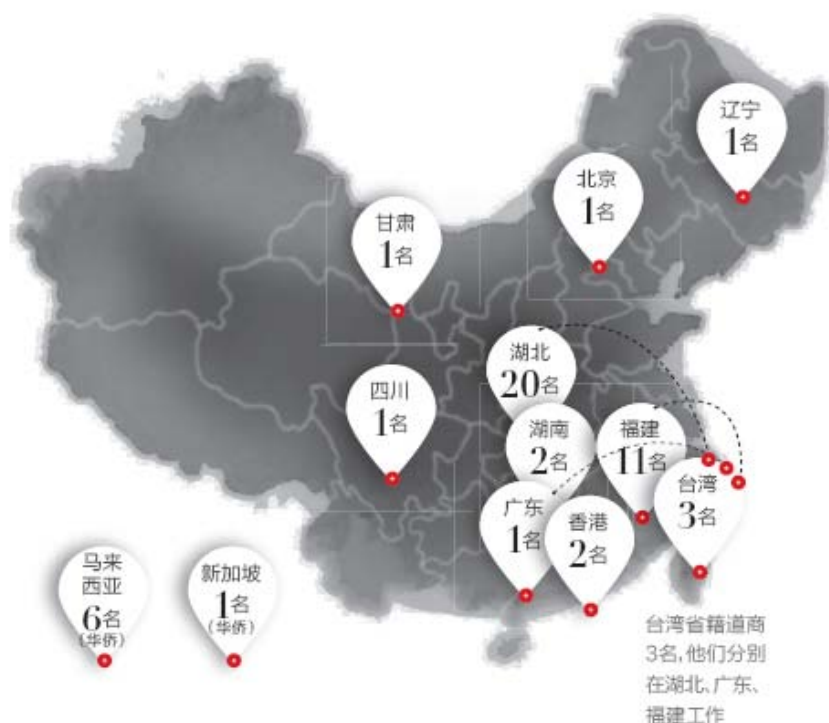 辽宁
1名
北京
1名
甘肃
1名
湖北
20名
四川
1名
湖南
2名
福建
11名
台湾
3名
广东
1名
香港
2名
马来
西亚
6名
(华侨)
新加坡
1名
(华侨)
台湾省籍道商
3名,他们分别
在湖北、广东、
福建工作